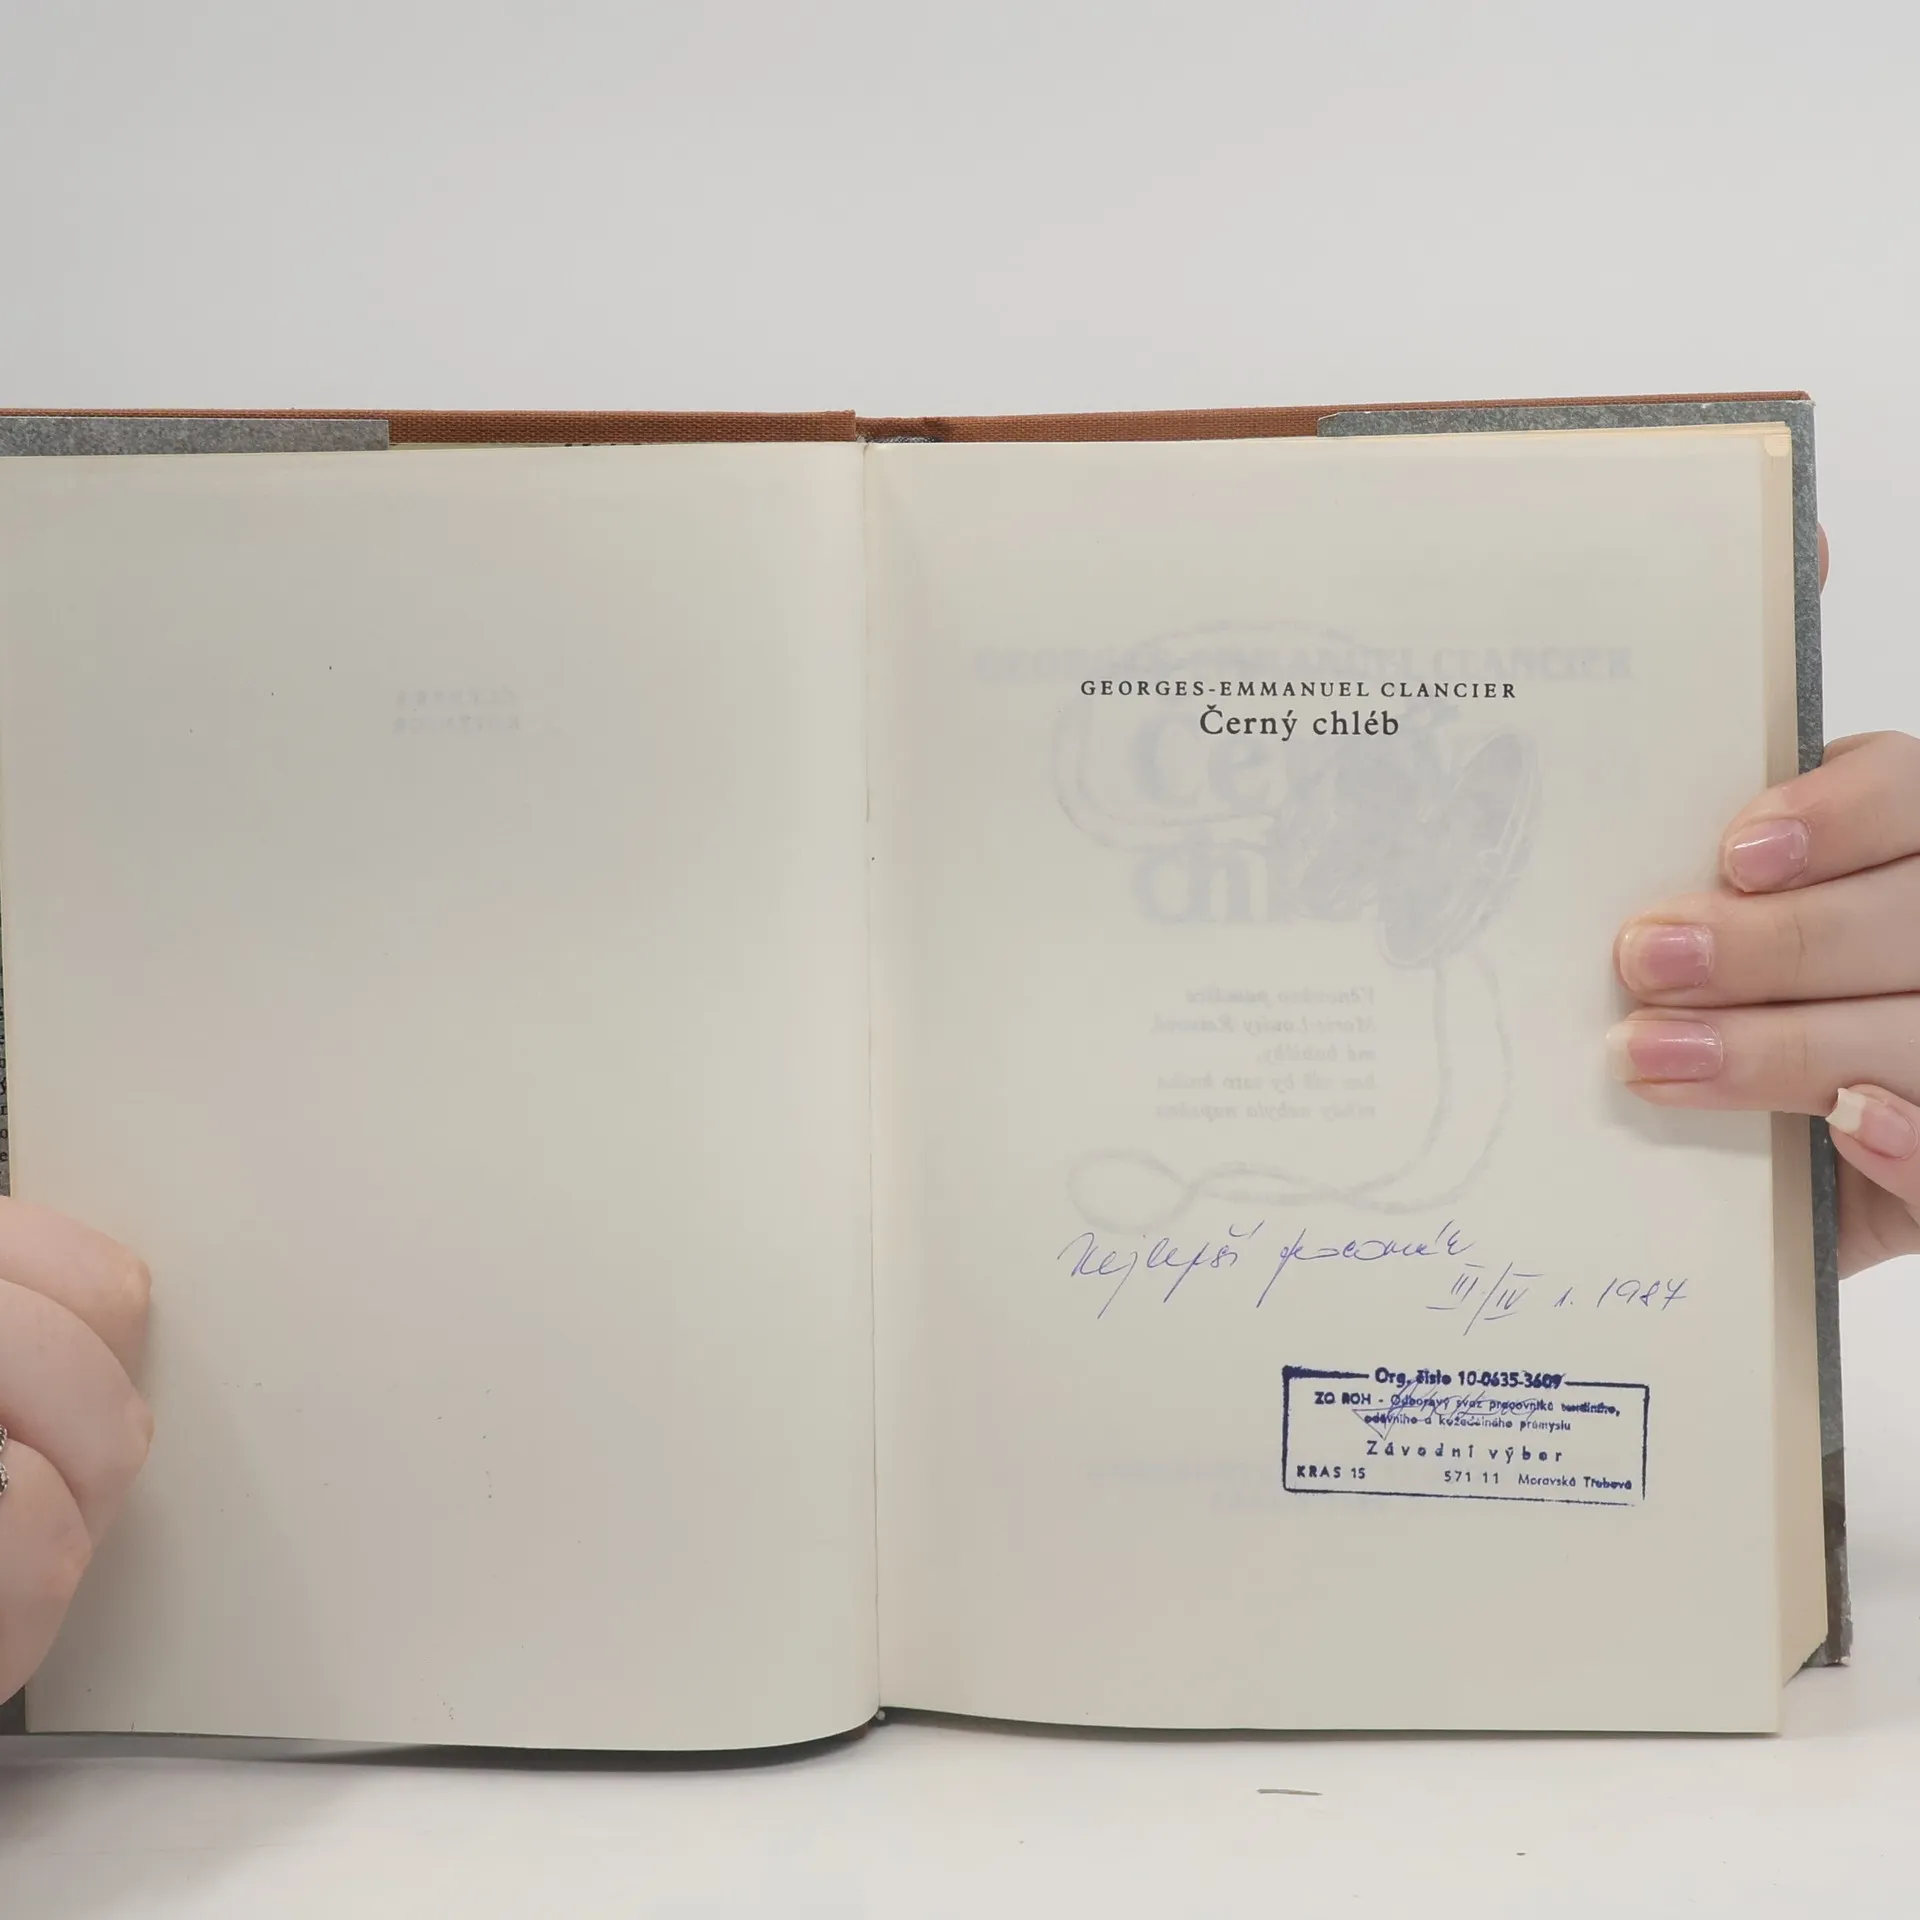 GEORGES-EMMANUEL CLANCIER
Černý chléb
Nejlepší pracovník
III/IV 1. 1987
Org. číslo 10-0635-3609
ZO ROH - Odborový svaz pracovníků textilního,
oděvního a kožedělného průmyslu
Závodní výbor
KRAS 15 571 11 Moravská Třebová